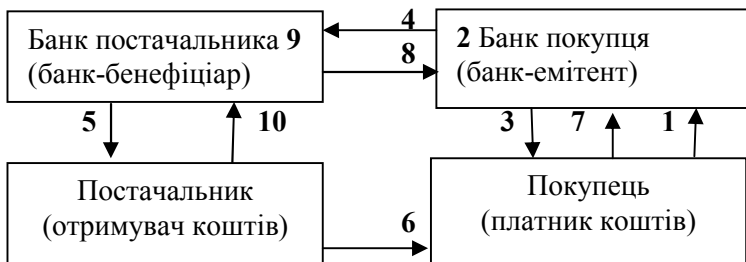 4
Банк постачальника 9
(банк-бенефіціар)
8
2 Банк покупця
(банк-емітент)
5
10
3
7
1
Постачальник
(отримувач коштів)
6
Покупець
(платник коштів)